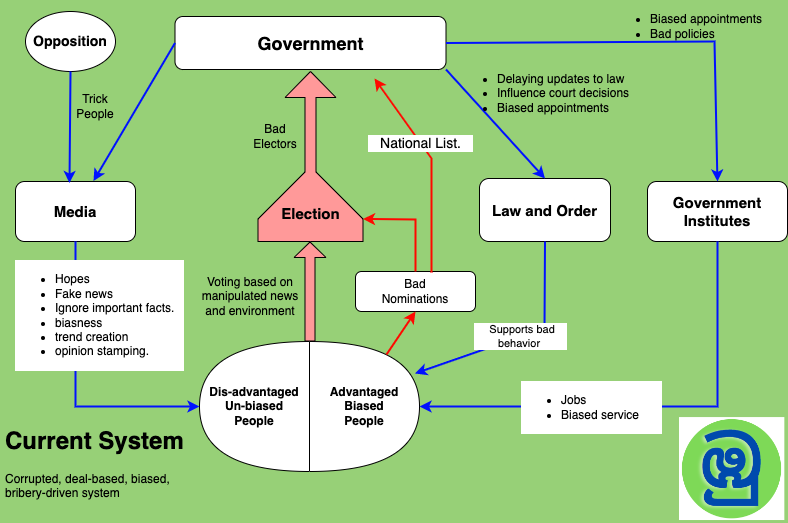 Opposition
Government
Biased appointments
Bad policies
Trick
People
Bad
Electors
National List.
Delaying updates to law
Influence court decisions
Biased appointments
Media
Election
Law and Order
Government
Institutes
Hopes
Fake news
Ignore important facts.
biasness
trend creation
opinion stamping.
Voting based on
manipulated news
and environment
Bad
Nominations
Supports bad
behavior
Dis-advantaged
Un-biased
People
Advantaged
Biased
People
Jobs
Biased service
Current System
Corrupted, deal-based, biased,
bribery-driven system